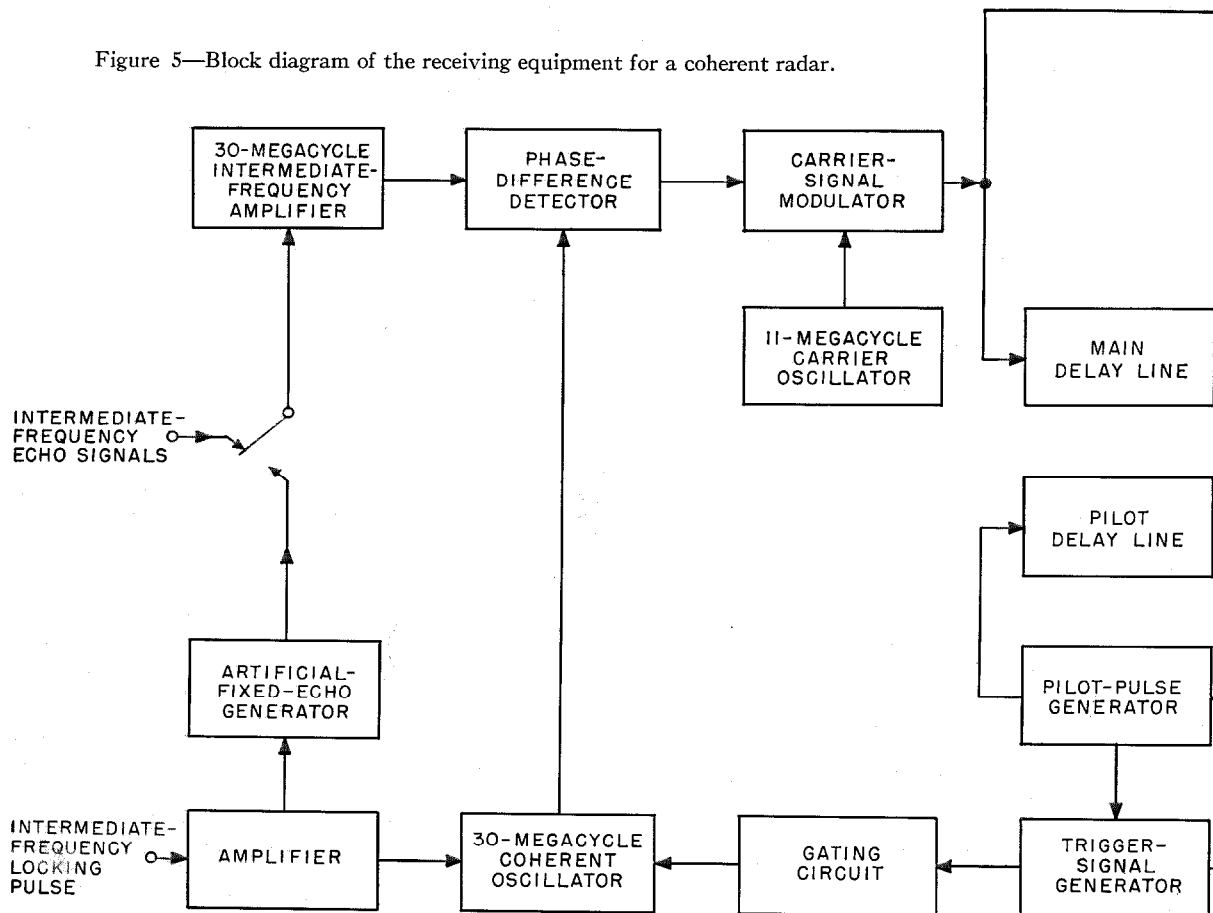 Figure 5—Block diagram of the receiving equipment for a coherent radar.
30-MEGACYCLE
INTERMEDIATE-
FREQUENCY
AMPLIFIER
PHASE-
DIFFERENCE
DETECTOR
CARRIER-
SIGNAL
MODULATOR
11-MEGACYCLE
CARRIER
OSCILLATOR
MAIN
DELAY LINE
INTERMEDIATE-
FREQUENCY
ECHO SIGNALS
PILOT
DELAY LINE
ARTIFICIAL-
FIXED-ECHO
GENERATOR
PILOT-PULSE
GENERATOR
INTERMEDIATE-
FREQUENCY
LOCKING
PULSE
AMPLIFIER
30-MEGACYCLE
COHERENT
OSCILLATOR
GATING
CIRCUIT
TRIGGER-
SIGNAL
GENERATOR